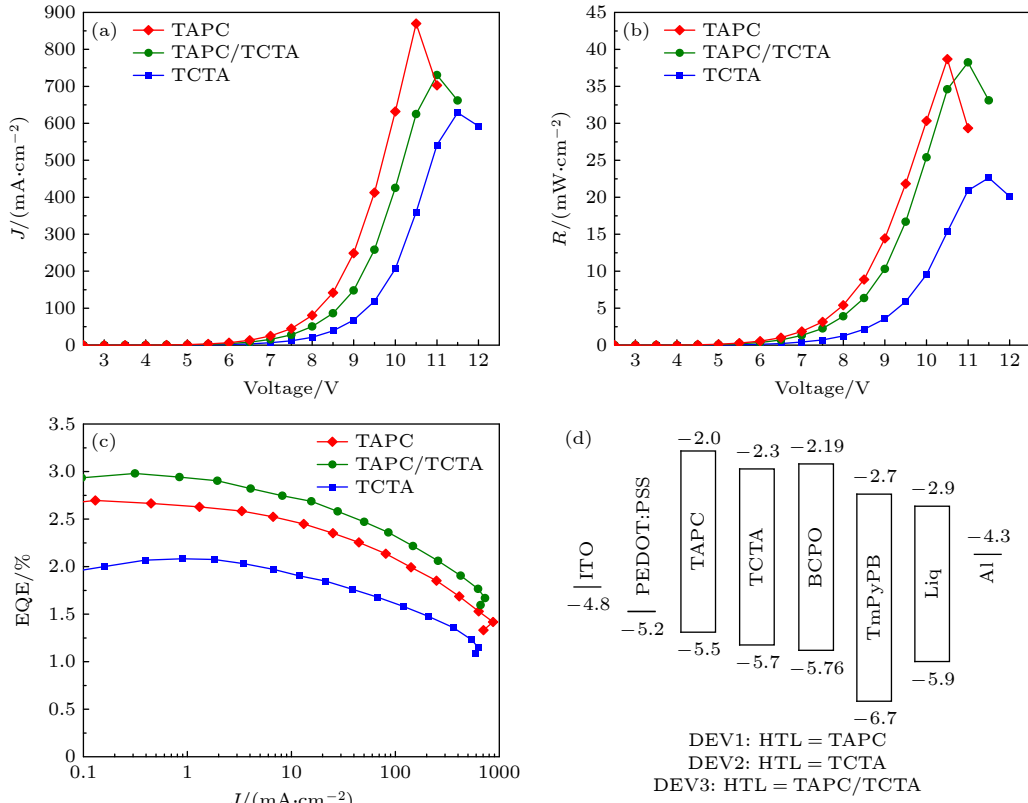 (a)
TAPC
TAPC/TCTA
TCTA
900
800
700
600
500
400
300
200
100
0
J/(mA·cm−2)
3 4 5 6 7 8 9 10 11 12
Voltage/V
(b)
TAPC
TAPC/TCTA
TCTA
45
40
35
30
25
20
15
10
5
0
R/(mW·cm−2)
3 4 5 6 7 8 9 10 11 12
Voltage/V
(c)
TAPC
TAPC/TCTA
TCTA
3.5
3.0
2.5
2.0
1.5
1.0
0.5
0
EQE/%
0.1 1 10 100 1000
J/(mA·cm−2)
(d)
−2.0
−2.3
−2.19
−2.7
−2.9
−4.3
ITO
PEDOT:PSS
TAPC
TCTA
BCPO
TmPyPB
Liq
Al
−4.8
−5.2
−5.5
−5.7
−5.76
−6.7
−5.9
DEV1: HTL = TAPC
DEV2: HTL = TCTA
DEV3: HTL = TAPC/TCTA